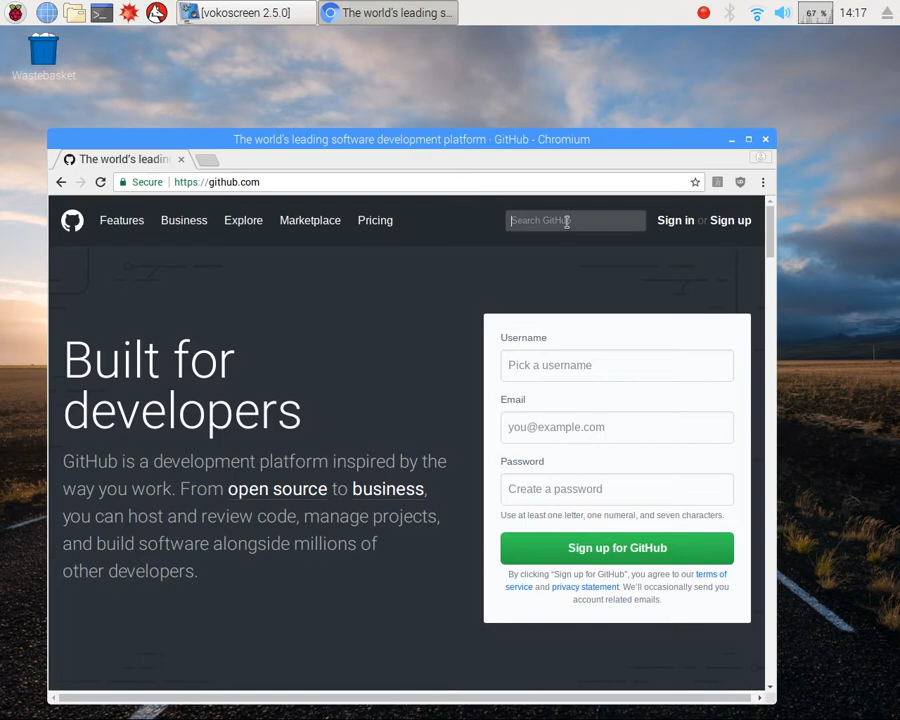 [vokoscreen 2.5.0]
The world's leading s...
67 %
14:17
Wastebasket
The world's leading software development platform · GitHub - Chromium
The world's leading
Secure
https://github.com
Features
Business
Explore
Marketplace
Pricing
Search GitHub
Sign in or Sign up
Built for
developers
GitHub is a development platform inspired by the
way you work. From open source to business,
you can host and review code, manage projects,
and build software alongside millions of
other developers.
Username
Pick a username
Email
you@example.com
Password
Create a password
Use at least one letter, one numeral, and seven characters.
Sign up for GitHub
By clicking “Sign up for GitHub”, you agree to our terms of
service and privacy statement. We’ll occasionally send you
account related emails.